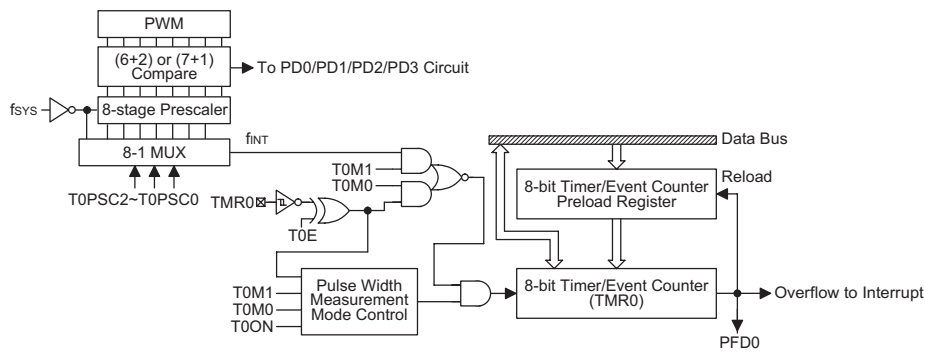 PWM
(6+2) or (7+1)
Compare
To PD0/PD1/PD2/PD3 Circuit
fSYS
8-stage Prescaler
8-1 MUX
fINT
T0PSC2~T0PSC0
T0M1
T0M0
TMR0
T0E
Data Bus
8-bit Timer/Event Counter
Preload Register
Reload
T0M1
T0M0
T0ON
Pulse Width
Measurement
Mode Control
8-bit Timer/Event Counter
(TMR0)
Overflow to Interrupt
PFD0